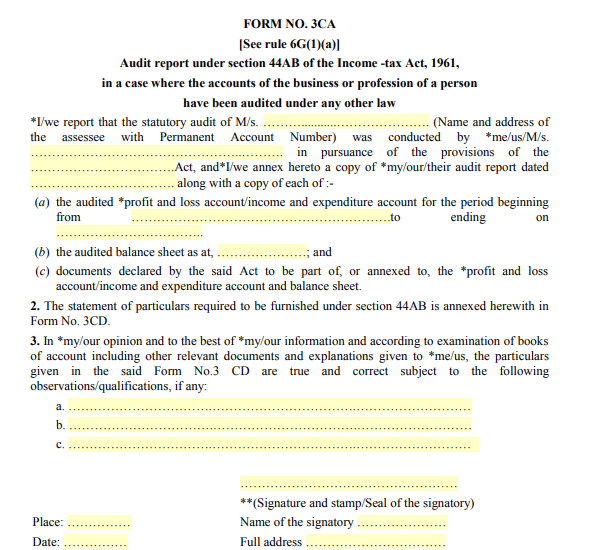 FORM NO. 3CA
[See rule 6G(1)(a)]
Audit report under section 44AB of the Income -tax Act, 1961,
in a case where the accounts of the business or profession of a person
have been audited under any other law
*I/we report that the statutory audit of M/s. ………………………………………. (Name and address of
the assessee with Permanent Account Number) was conducted by *me/us/M/s.
……………………………………………………… in pursuance of the provisions of the
……………………………….Act, and*I/we annex hereto a copy of *my/our/their audit report dated
……………………………… along with a copy of each of :-
(a) the audited *profit and loss account/income and expenditure account for the period beginning
from ……………………………………………………….to ending on
………………………………
(b) the audited balance sheet as at, ………………….; and
(c) documents declared by the said Act to be part of, or annexed to, the *profit and loss
account/income and expenditure account and balance sheet.
2. The statement of particulars required to be furnished under section 44AB is annexed herewith in
Form No. 3CD.
3. In *my/our opinion and to the best of *my/our information and according to examination of books
of account including other relevant documents and explanations given to *me/us, the particulars
given in the said Form No.3 CD are true and correct subject to the following
observations/qualifications, if any:
a. ………………………………………………………………………………………
b. ………………………………………………………………………………………
c. …………………………………………………………………………………………
………………………………………………
**(Signature and stamp/Seal of the signatory)
Place: ……………
Name of the signatory ………………….
Date: ……………
Full address ………………………………